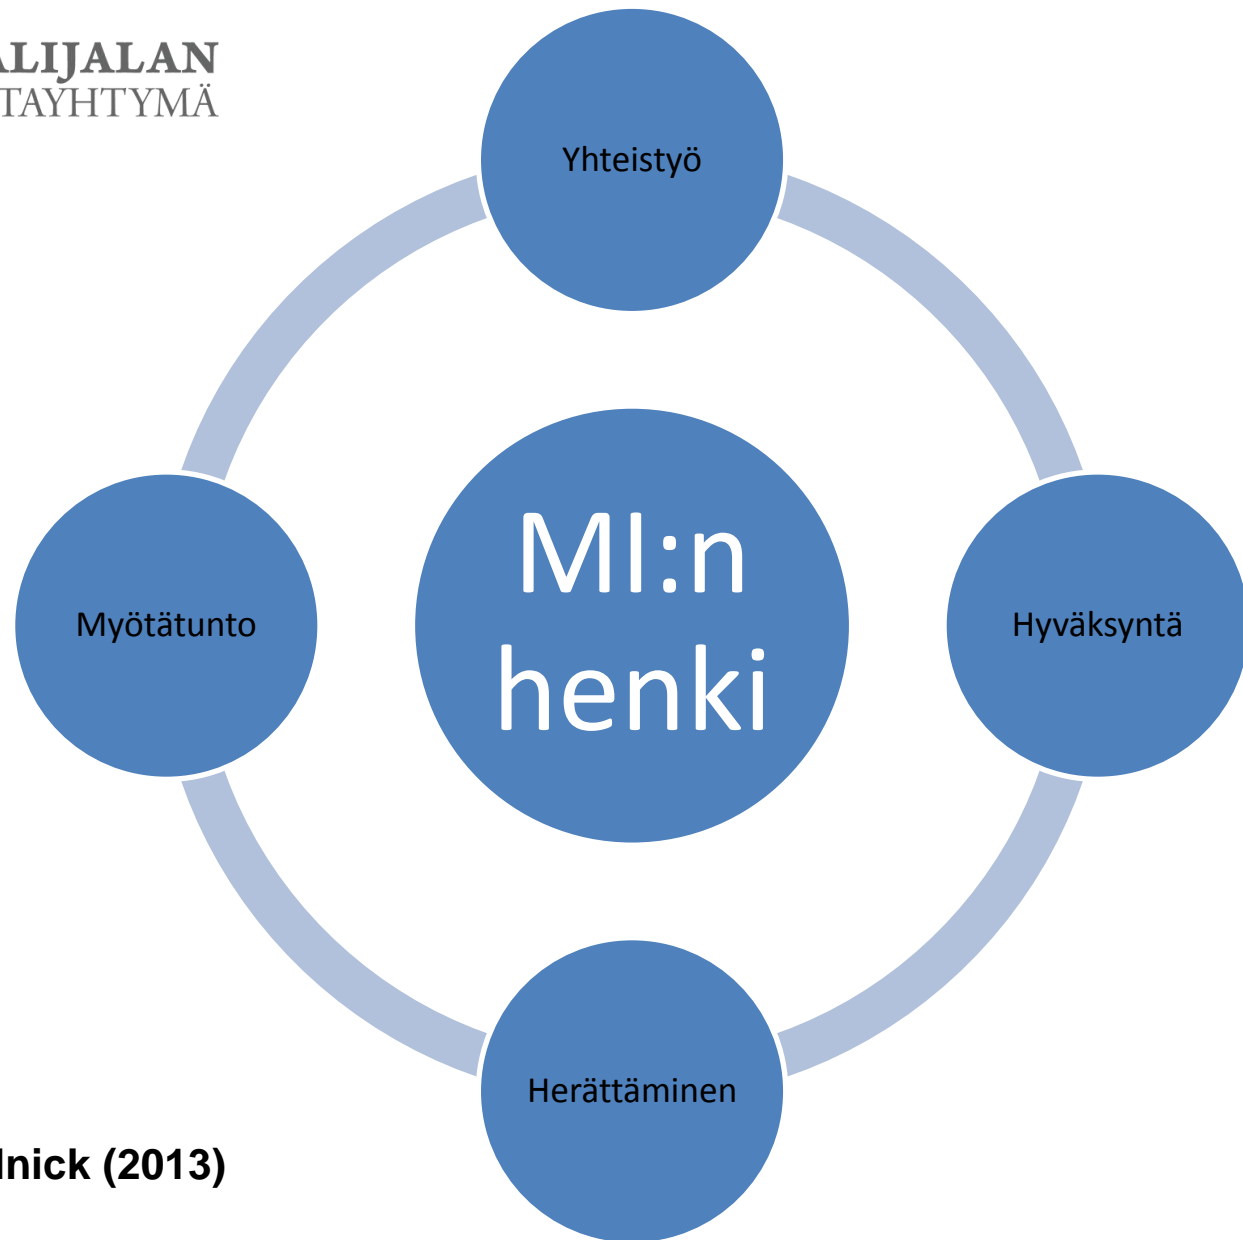 ALIJALAN
TAYHTYMÄ
Yhteistyö
MI:n
henki
Myötätunto
Hyväksyntä
Herättäminen
lnick (2013)